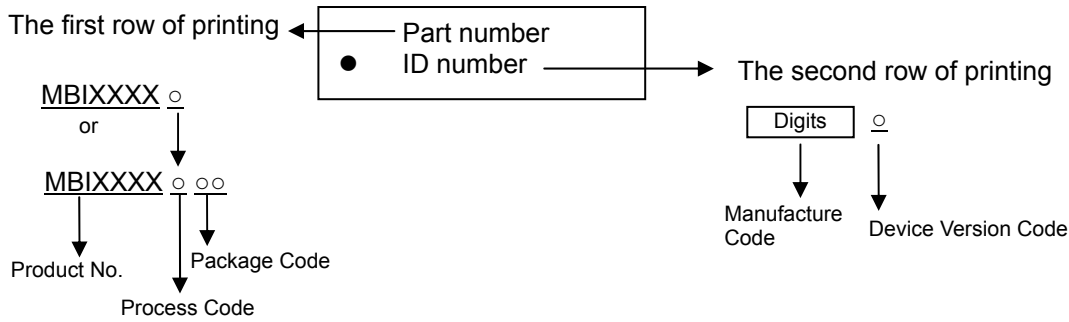 The first row of printing
Part number
ID number
The second row of printing
MBIXXXX ○
or
MBIXXXX ○ ○○
Digits ○
Manufacture
Code
Device Version Code
Product No.
Package Code
Process Code